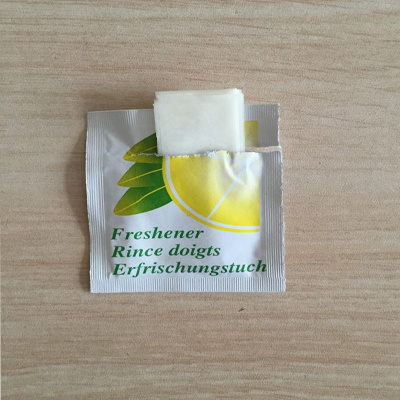 Freshener
Rince doigts
Erfrischungstuch